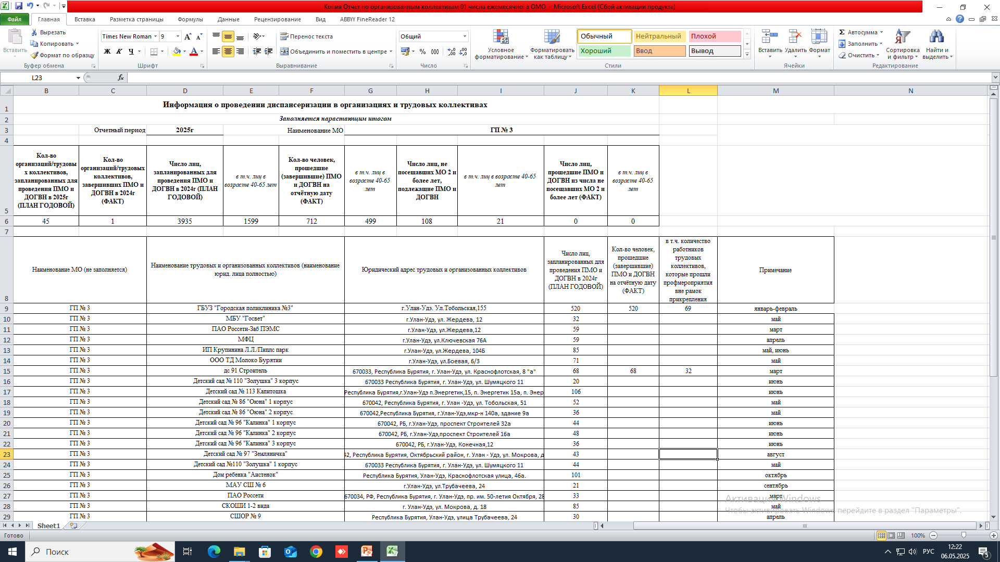 Копия Отчет по организованным коллективам 01 числа ежемесячно! в ОМО - Microsoft Excel (Сбой активации продукта)
Файл Главная Вставка Разметка страницы Формулы Данные Рецензирование Вид ABBYY FineReader 12
Вставить
Вырезать
Копировать
Формат по образцу
Буфер обмена
Times New Roman 9
Ж К Ч
Шрифт
Перенос текста
Объединить и поместить в центре
Выравнивание
Общий
% 000
Число
Условное форматирование
Форматировать как таблицу
Обычный Нейтральный Плохой
Хороший Ввод Вывод
Стили
Вставить Удалить Формат
Ячейки
Автосумма
Заполнить
Очистить
Сортировка и фильтр
Найти и выделить
Редактирование
L23 fx
B C D E F G H I J K L M N
1 Информация о проведении диспансеризации в организациях и трудовых коллективах
2 Заполняется нарастающим итогом
3 Отчетный период 2025г Наименование МО ГП № 3
4
5 Кол-во организаций/трудовых коллективов, запланированных для проведения ПМО и ДОГВН в 2025г (ПЛАН ГОДОВОЙ)
Кол-во организаций/трудовых коллективов, завершивших ПМО и ДОГВН в 2024г (ФАКТ)
Число лиц, запланированных для проведения ПМО и ДОГВН в 2024г (ПЛАН ГОДОВОЙ)
в т.ч. лиц в возрасте 40-65 лет
Кол-во человек, прошедшие (завершившие) ПМО и ДОГВН на отчётную дату (ФАКТ)
в т.ч. лиц в возрасте 40-65 лет
Число лиц, не посещавших МО 2 и более лет, подлежащие ПМО и ДОГВН
в т.ч. лиц в возрасте 40-65 лет
Число лиц, прошедшие ПМО и ДОГВН из числа не посещавших МО 2 и более лет (ФАКТ)
в т.ч. лиц в возрасте 40-65 лет
6 45 1 3935 1599 712 499 108 21 0 0
7
8 Наименование МО (не заполняется)
Наименование трудовых и организованных коллективов (наименование юрид. лица полностью)
Юридический адрес трудовых и организованных коллективов
Число лиц, запланированных для проведения ПМО и ДОГВН в 2024г (ПЛАН ГОДОВОЙ)
Кол-во человек, прошедшие (завершившие) ПМО и ДОГВН на отчётную дату (ФАКТ)
в т.ч. количество работников трудовых коллективов, которые прошли профмероприятия вне рамок прикрепления
Примечание
9 ГП № 3 ГБУЗ "Городская поликлиника №3" г.Улан-Удэ. Ул.Тобольская,155 520 520 69 январь-февраль
10 ГП № 3 МБУ "Госвет" г.Улан-Удэ, ул. Жердева, 12 32 май
11 ГП № 3 ПАО Россети-Заб ПЭМС г.Улан-Удэ, ул.Жердева,12 59 март
12 ГП № 3 МФЦ г.Улан-Удэ, ул.Ключевская 76А 59 апрель
13 ГП № 3 ИП Крупинина Л.Л./Пиплс парк г.Улан-Удэ, ул.Жердева, 104Б 85 май, июнь
14 ГП № 3 ООО ТД Молоко Бурятии г.Улан-Удэ, ул.Боевая, 6/3 71 май
15 ГП № 3 дс 91 Строитель 670033, Республика Бурятия, г. Улан-Удэ, ул. Краснофлотская, 8 "а" 68 68 32 март
16 ГП № 3 Детский сад № 110 "Золушка" 3 корпус 670033 Республика Бурятия, г. Улан-Удэ, ул. Шумяцкого 11 20 июнь
17 ГП № 3 Детский сад № 113 Капитошка Республика Бурятия,г.Улан-Удэ п.Энергетик,15, п. Энергетик 15а, п. Энер 106 июнь
18 ГП № 3 Детский сад № 86 "Оюна" 1 корпус 670042, Республика Бурятия, г. Улан -Удэ, ул. Тобольская, 51 52 май
19 ГП № 3 Детский сад № 86 "Оюна" 2 корпус 670042,Республика Бурятия, г.Улан-Удэ,мкр-н 140а, здание 9а 36 май
20 ГП № 3 Детский сад № 96 "Калинка" 1 корпус 670042, РБ, г.Улан-Удэ, проспект Строителей 32а 44 июнь
21 ГП № 3 Детский сад № 96 "Калинка" 2 корпус 670042, РБ, г.Улан-Удэ,проспект Строителей 16а 48 июнь
22 ГП № 3 Детский сад № 96 "Калинка" 3 корпус 670042, РБ, г.Улан-Удэ, Конечная,12 36 июнь
23 ГП № 3 Детский сад № 97 "Земляничка" 42, Республика Бурятия, Октябрьский район, г. Улан - Удэ, ул. Мокрова, д 43 август
24 ГП № 3 Детский сад №110 "Золушка" 1 корпус 670033 Республика Бурятия, г. Улан-Удэ, ул. Шумяцкого 11 44 май
25 ГП № 3 Дом ребенка "Аистенок" Республика Бурятия, Улан-Удэ, Краснофлотская улица, 46а. 101 октябрь
26 ГП № 3 МАУ СШ № 6 г.Улан-Удэ, ул.Трубачеева, 24 21 сентябрь
27 ГП № 3 ПАО Россети 670034, РФ, Республика Бурятия, г. Улан-Удэ, пр. им. 50-летия Октября, 28 33 март
28 ГП № 3 СКОШИ 1-2 вида г. Улан-Удэ, ул. Мокрова, д. 18 85 май
29 ГП № 3 СШОР № 9 Республика Бурятия, Улан-Удэ, улица Трубачеева, 24 30 апрель
Активация Windows
Чтобы активировать Windows, перейдите в раздел "Параметры".
Sheet1
Готово 100%
Поиск
РУС
12:22
06.05.2025
5